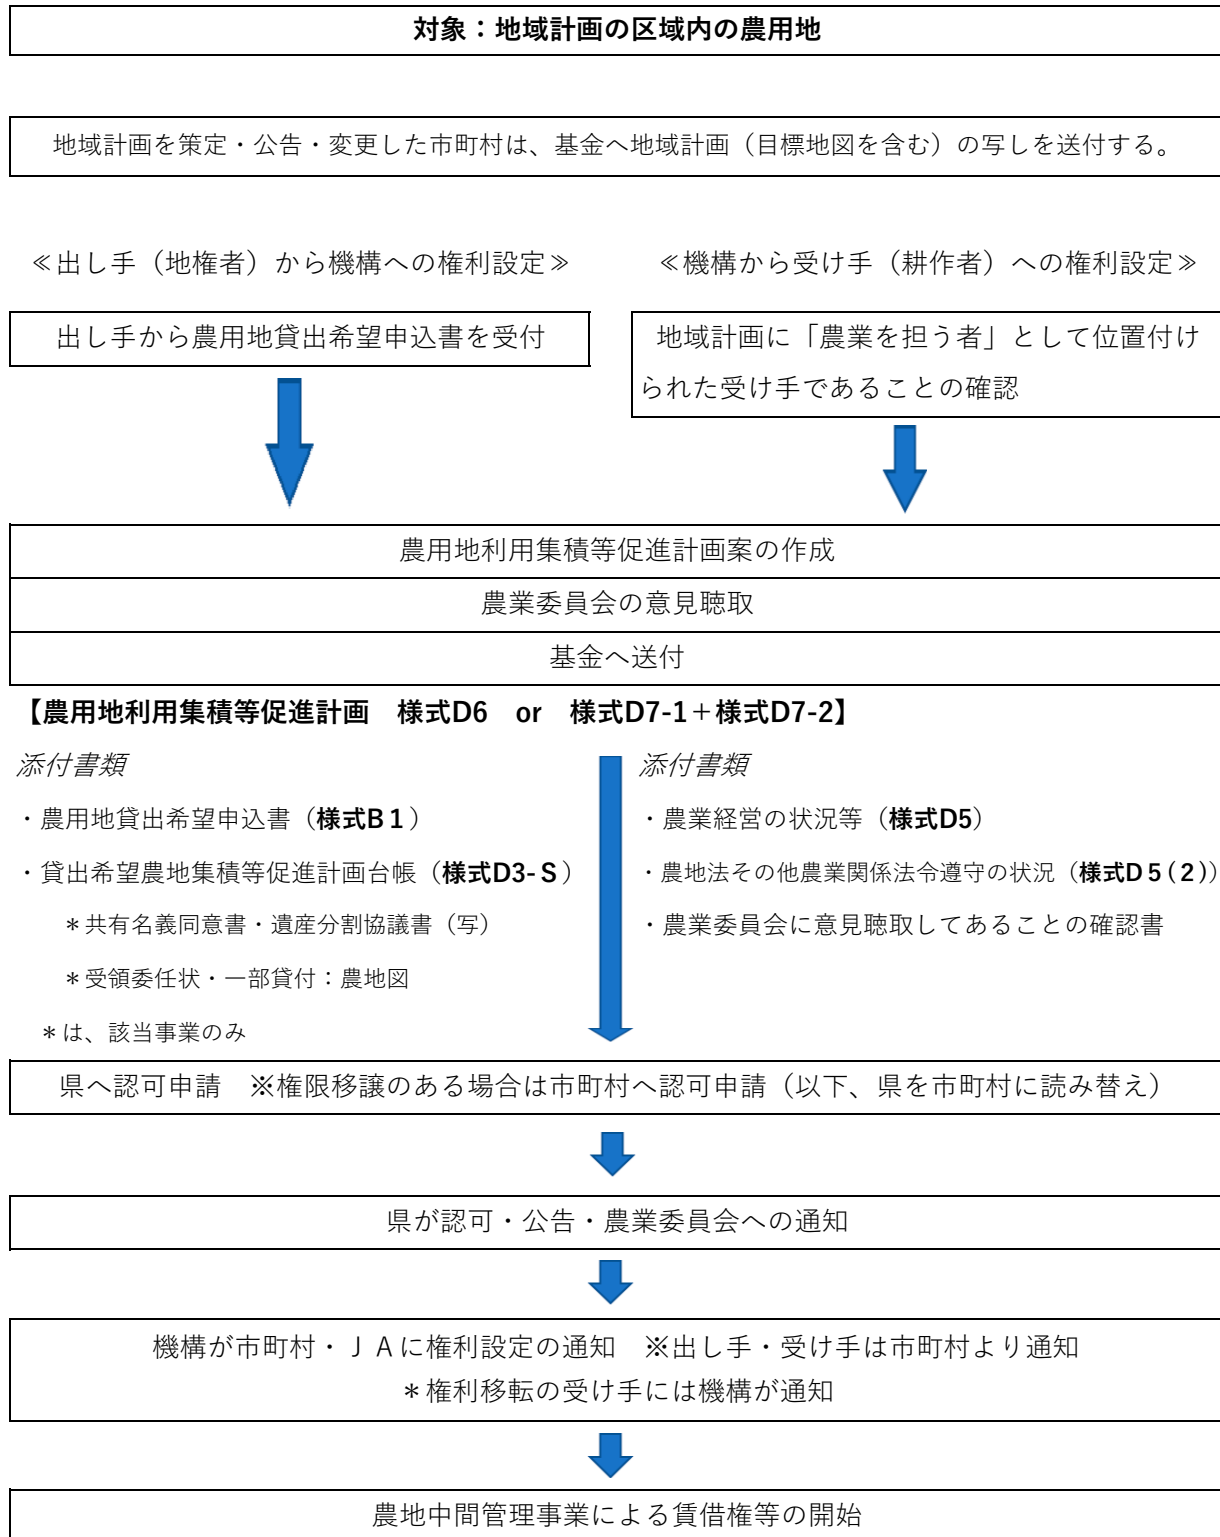 対象：地域計画の区域内の農用地
地域計画を策定・公告・変更した市町村は、基金へ地域計画（目標地図を含む）の写しを送付する。
≪出し手（地権者）から機構への権利設定≫
出し手から農用地貸出希望申込書を受付
≪機構から受け手（耕作者）への権利設定≫
地域計画に「農業を担う者」として位置付け
られた受け手であることの確認
農用地利用集積等促進計画案の作成
農業委員会の意見聴取
基金へ送付
【農用地利用集積等促進計画　様式D6　or　様式D7-1＋様式D7-2】
添付書類
・農用地貸出希望申込書（様式B１）
・貸出希望農地集積等促進計画台帳（様式D3-Ｓ）
＊共有名義同意書・遺産分割協議書（写）
＊受領委任状・一部貸付：農地図
＊は、該当事業のみ
添付書類
・農業経営の状況等（様式D5）
・農地法その他農業関係法令遵守の状況（様式D５(２)）
・農業委員会に意見聴取してあることの確認書
県へ認可申請　※権限移譲のある場合は市町村へ認可申請（以下、県を市町村に読み替え）
県が認可・公告・農業委員会への通知
機構が市町村・ＪＡに権利設定の通知　※出し手・受け手は市町村より通知
＊権利移転の受け手には機構が通知
農地中間管理事業による賃借権等の開始